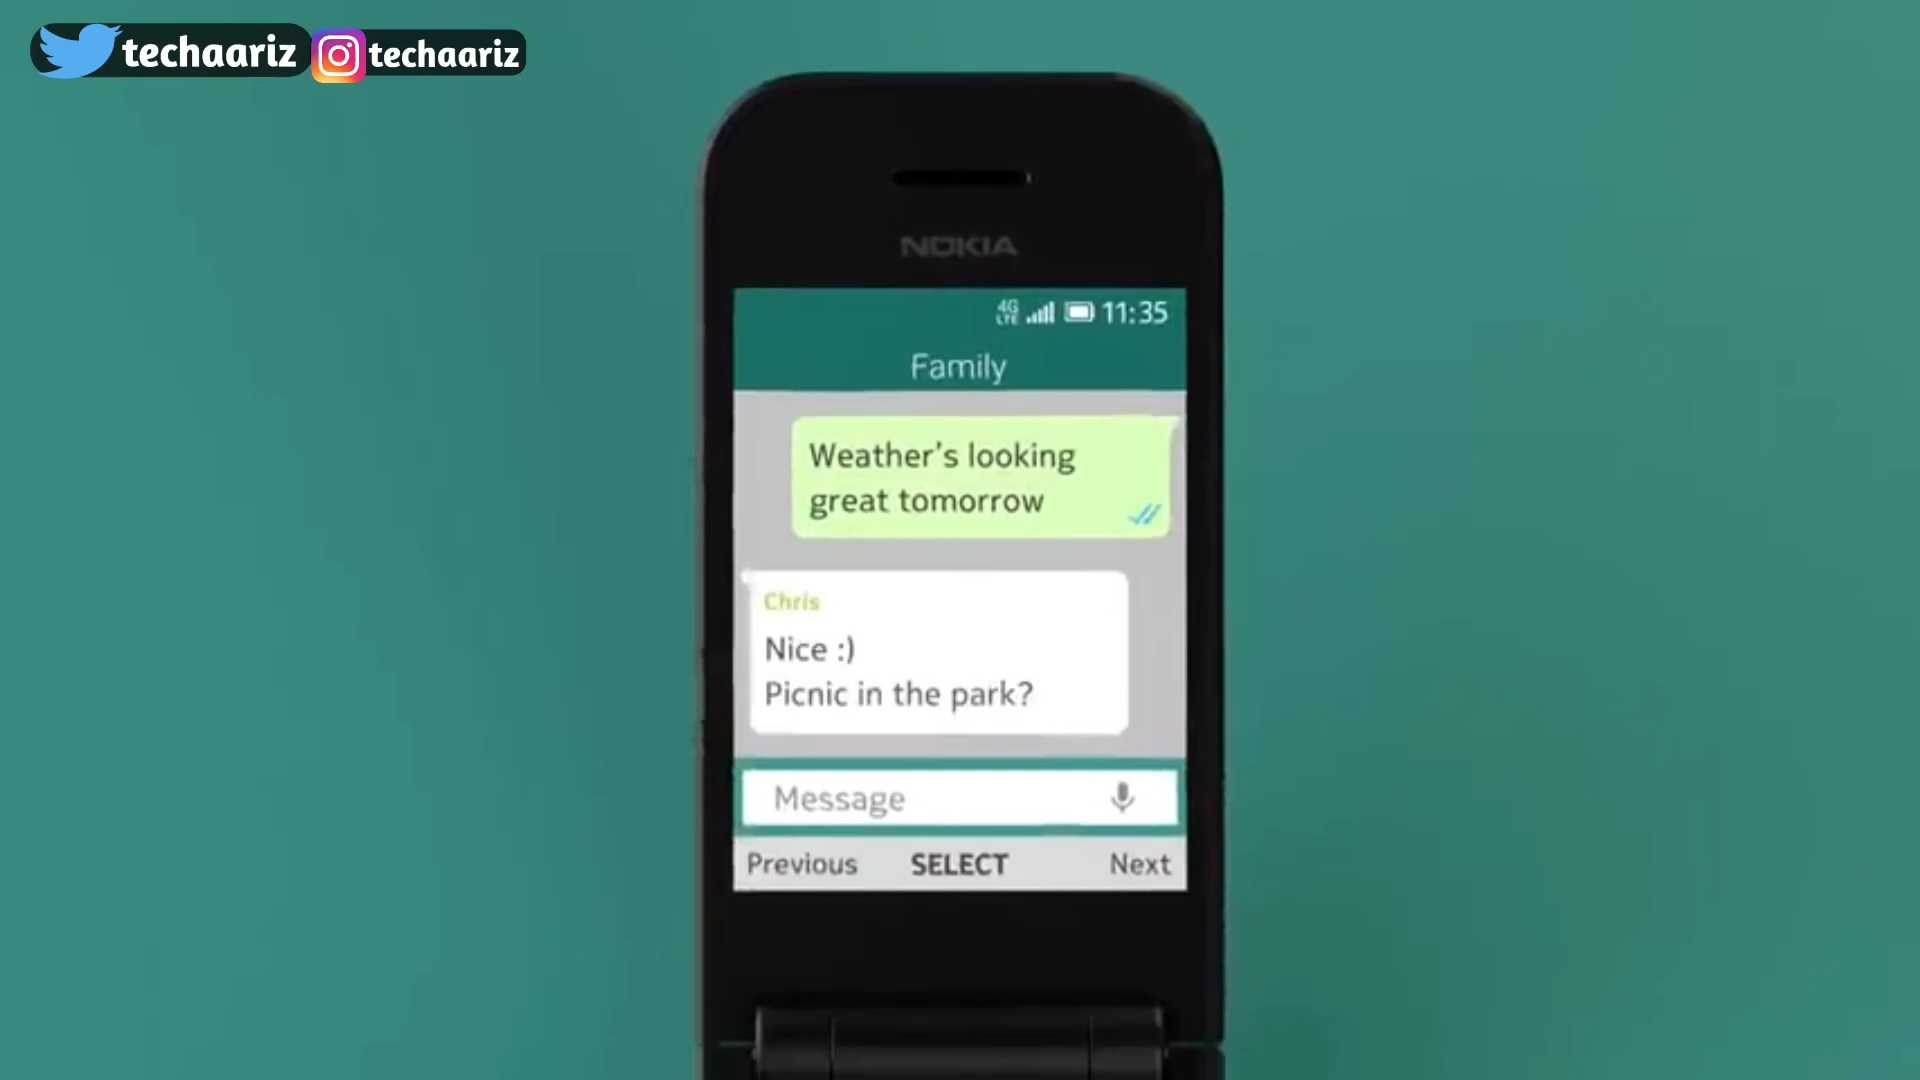 techaariz techaariz
NOKIA
4G LTE 11:35
Family
Weather's looking
great tomorrow
Chris
Nice :)
Picnic in the park?
Message
Previous SELECT Next